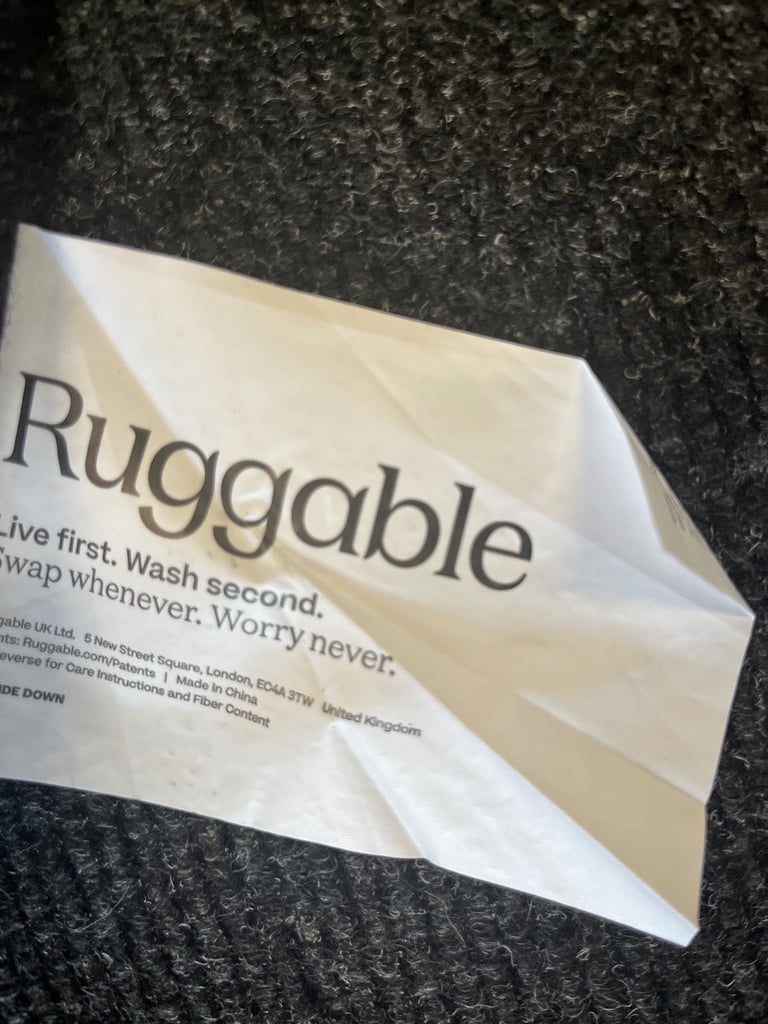 Ruggable
Live first. Wash second.
Swap whenever. Worry never.
gable UK Ltd. 5 New Street Square, London, EC4A 3TW United Kingdom
nts: Ruggable.com/Patents | Made in China
everse for Care Instructions and Fiber Content
IDE DOWN